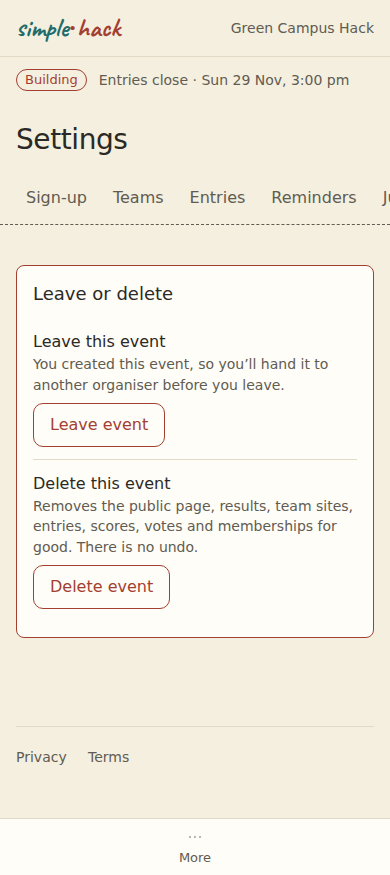 simple·hack
Green Campus Hack
Building
Entries close · Sun 29 Nov, 3:00 pm
Settings
Sign-up
Teams
Entries
Reminders
Leave or delete
Leave this event
You created this event, so you’ll hand it to
another organiser before you leave.
Leave event
Delete this event
Removes the public page, results, team sites,
entries, scores, votes and memberships for
good. There is no undo.
Delete event
Privacy
Terms
...
More